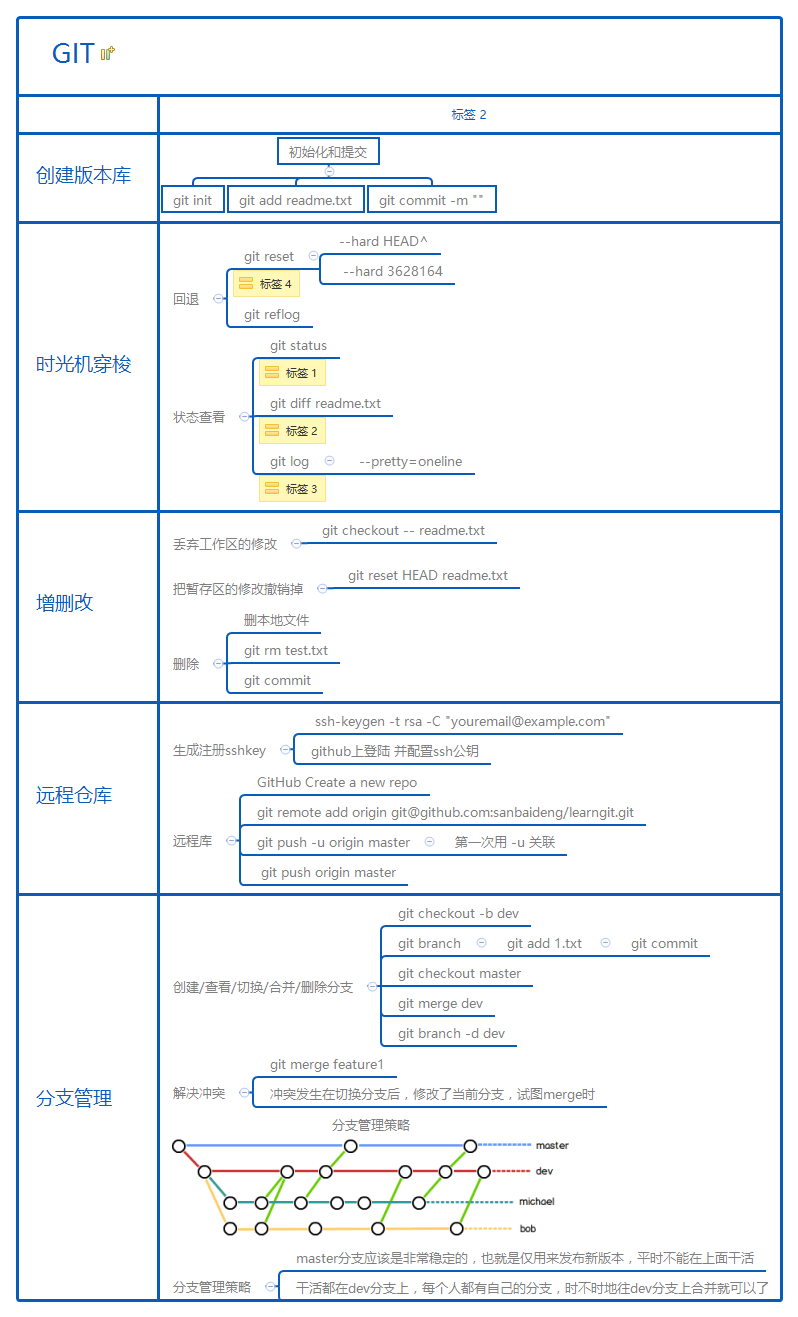 GIT
标签 2
创建版本库
初始化和提交
git init
git add readme.txt
git commit -m ""
时光机穿梭
回退
git reset
--hard HEAD^
--hard 3628164
标签 4
git reflog
状态查看
git status
标签 1
git diff readme.txt
标签 2
git log
--pretty=oneline
标签 3
增删改
丢弃工作区的修改
git checkout -- readme.txt
把暂存区的修改撤销掉
git reset HEAD readme.txt
删除
删本地文件
git rm test.txt
git commit
远程仓库
生成注册sshkey
ssh-keygen -t rsa -C "youremail@example.com"
github上登陆 并配置ssh公钥
远程库
GitHub Create a new repo
git remote add origin git@github.com:sanbaideng/learngit.git
git push -u origin master
第一次用 -u 关联
git push origin master
分支管理
创建/查看/切换/合并/删除分支
git checkout -b dev
git branch
git add 1.txt
git commit
git checkout master
git merge dev
git branch -d dev
解决冲突
git merge feature1
冲突发生在切换分支后，修改了当前分支，试图merge时
分支管理策略
master
dev
michael
bob
分支管理策略
master分支应该是非常稳定的，也就是仅用来发布新版本，平时不能在上面干活
干活都在dev分支上，每个人都有自己的分支，时不时地往dev分支上合并就可以了